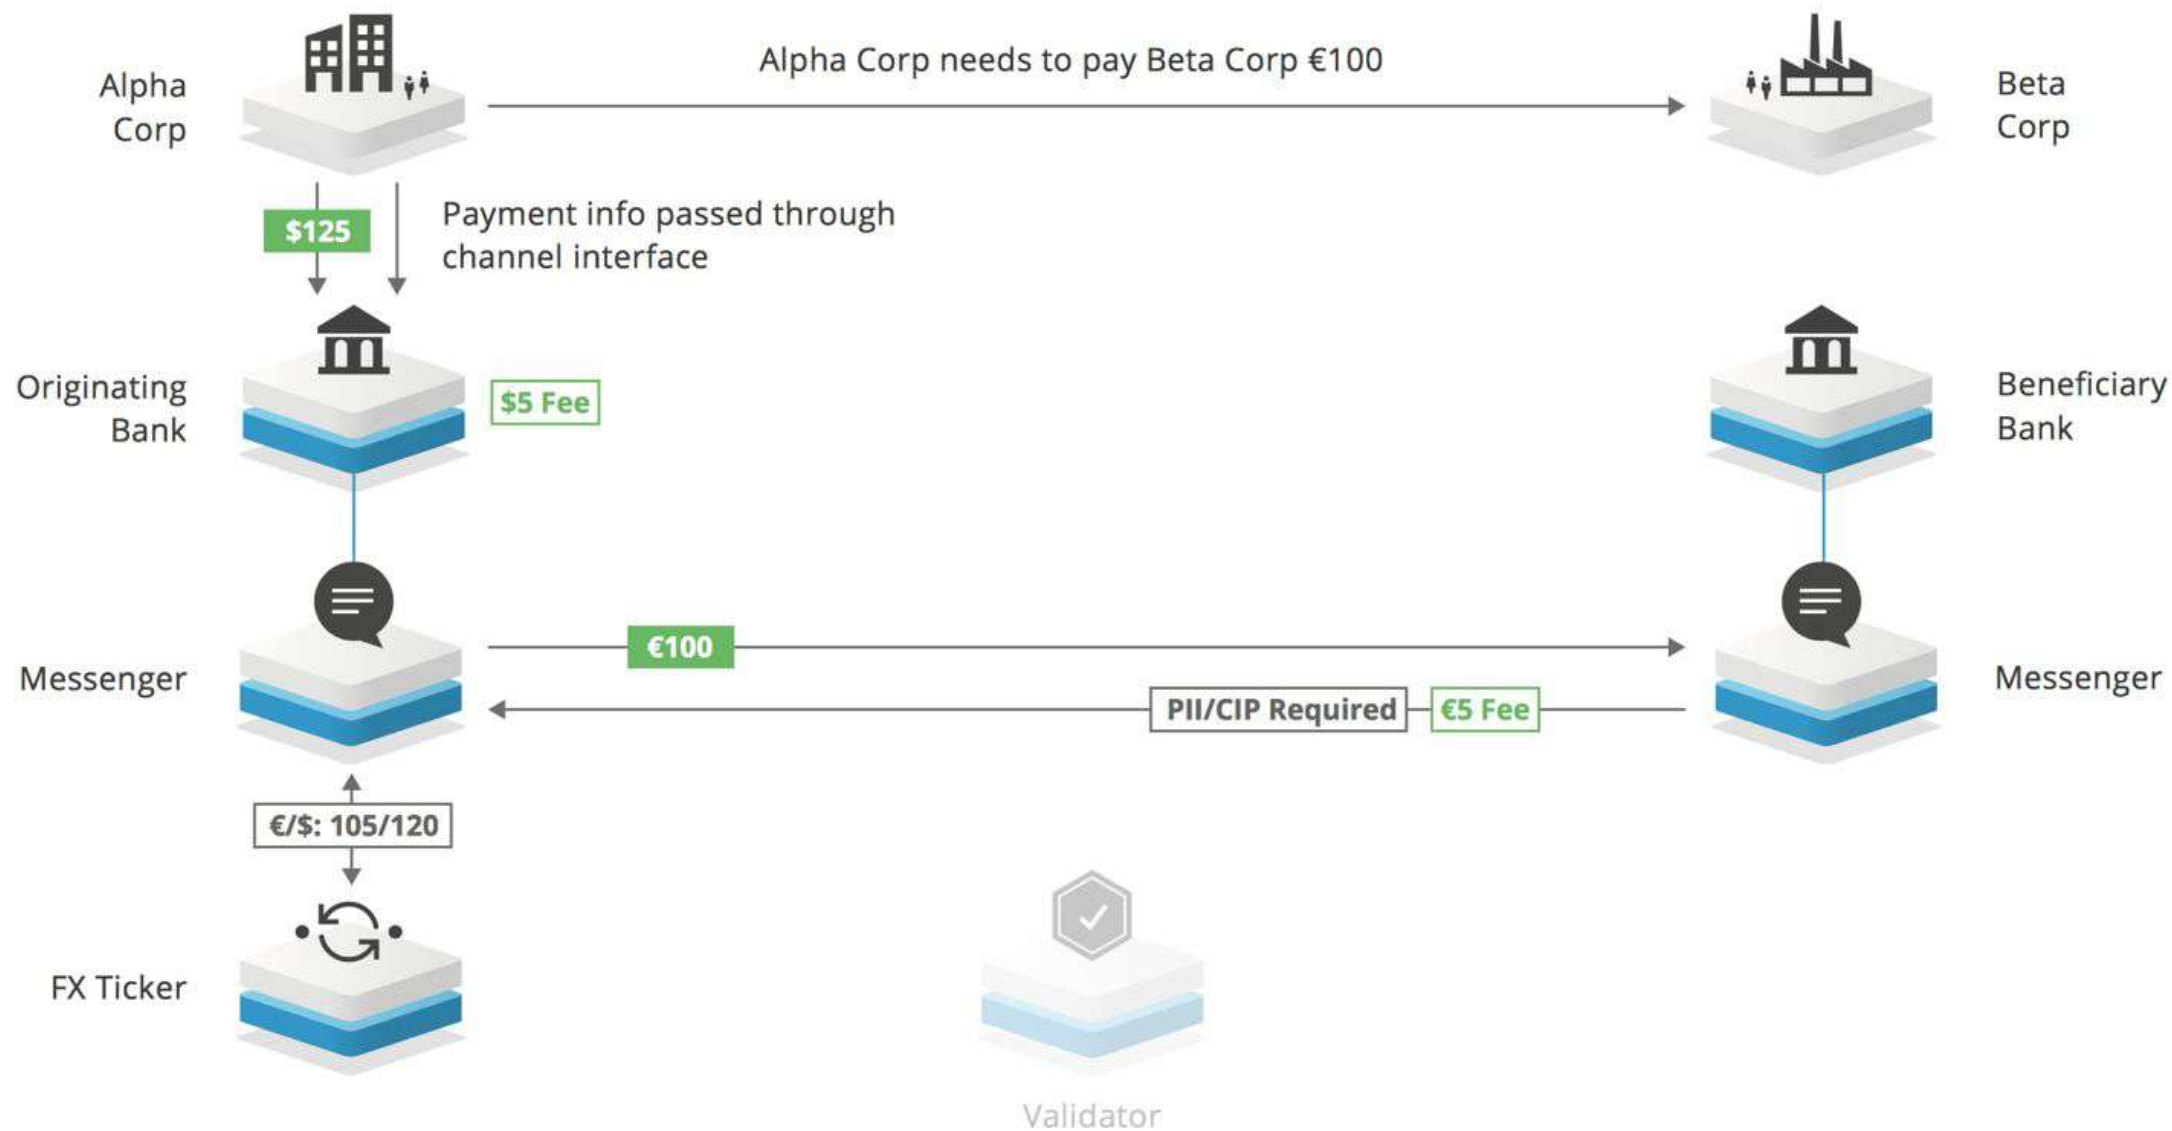 Alpha Corp needs to pay Beta Corp €100
Alpha
Corp
Beta
Corp
$125
Payment info passed through
channel interface
Originating
Bank
$5 Fee
Beneficiary
Bank
Messenger
€100
PII/CIP Required
€5 Fee
Messenger
€/$: 105/120
FX Ticker
Validator